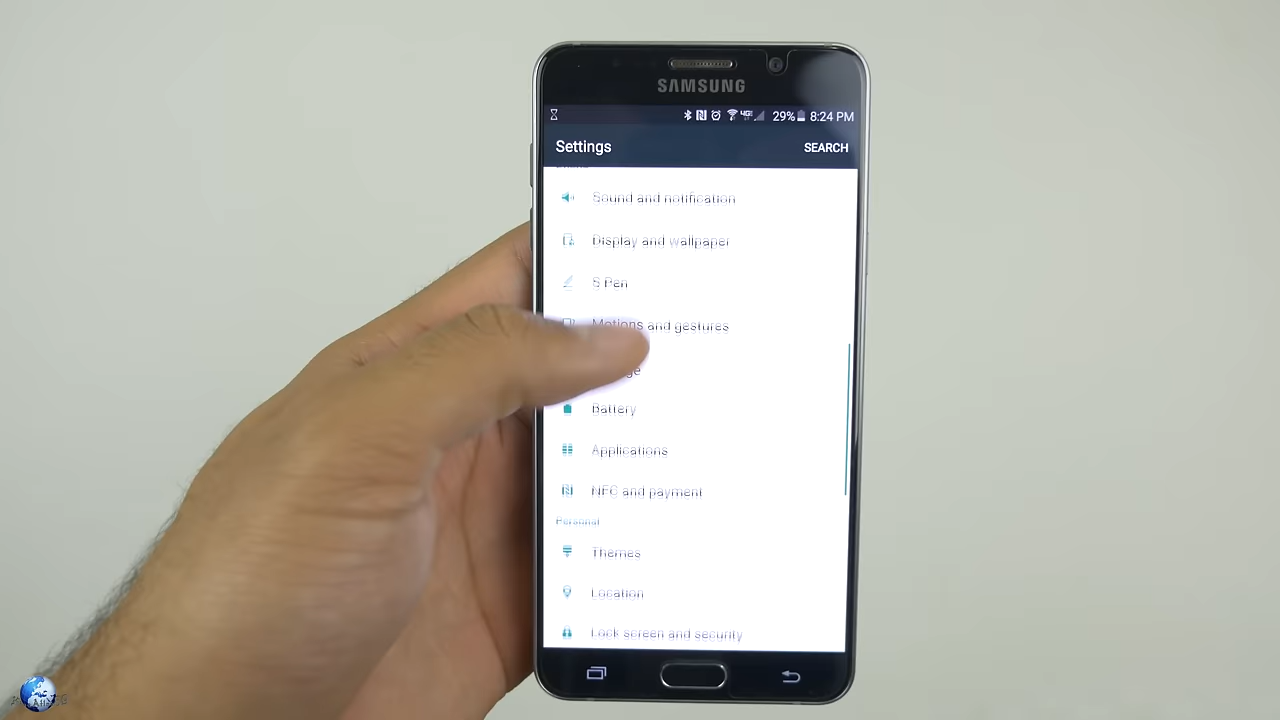 SAMSUNG
4G 29% 8:24 PM
Settings SEARCH
Sound and notification
Display and wallpaper
S Pen
Motions and gestures
Battery
Applications
NFC and payment
Personal
Themes
Location
Lock screen and security